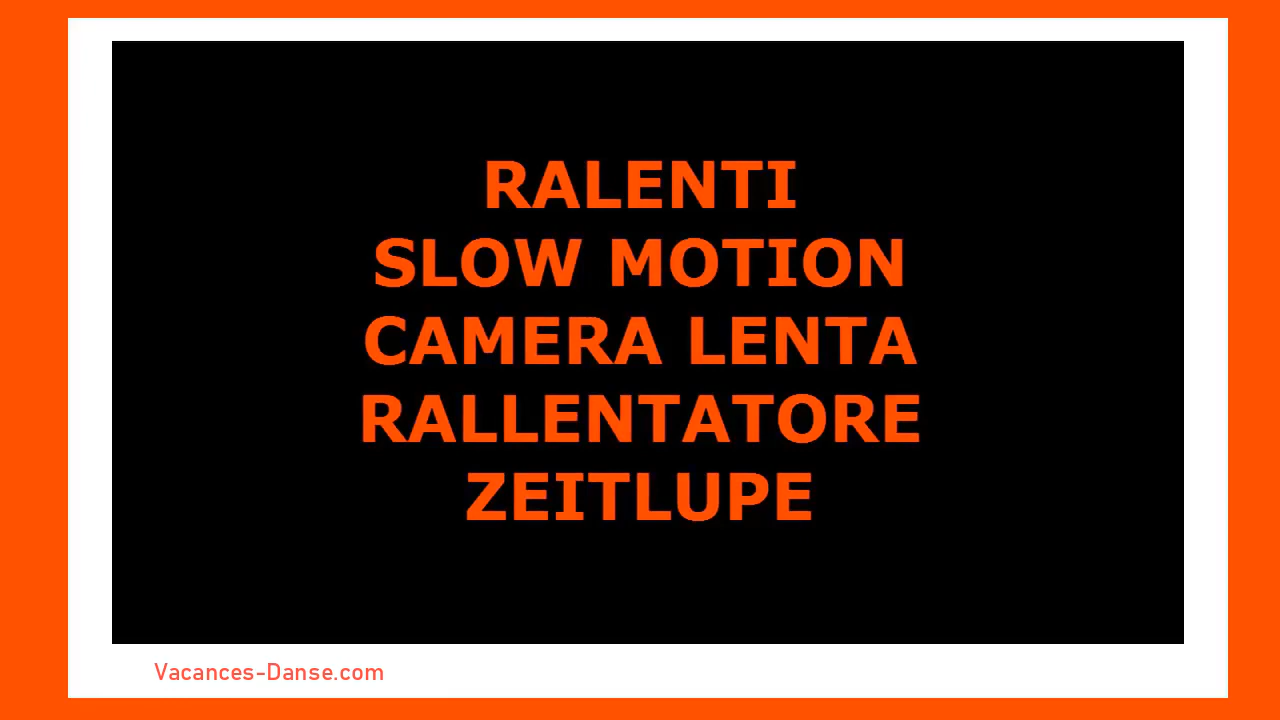 RALENTI
SLOW MOTION
CAMERA LENTA
RALLENTATORE
ZEITLUPE
Vacances-Danse.com